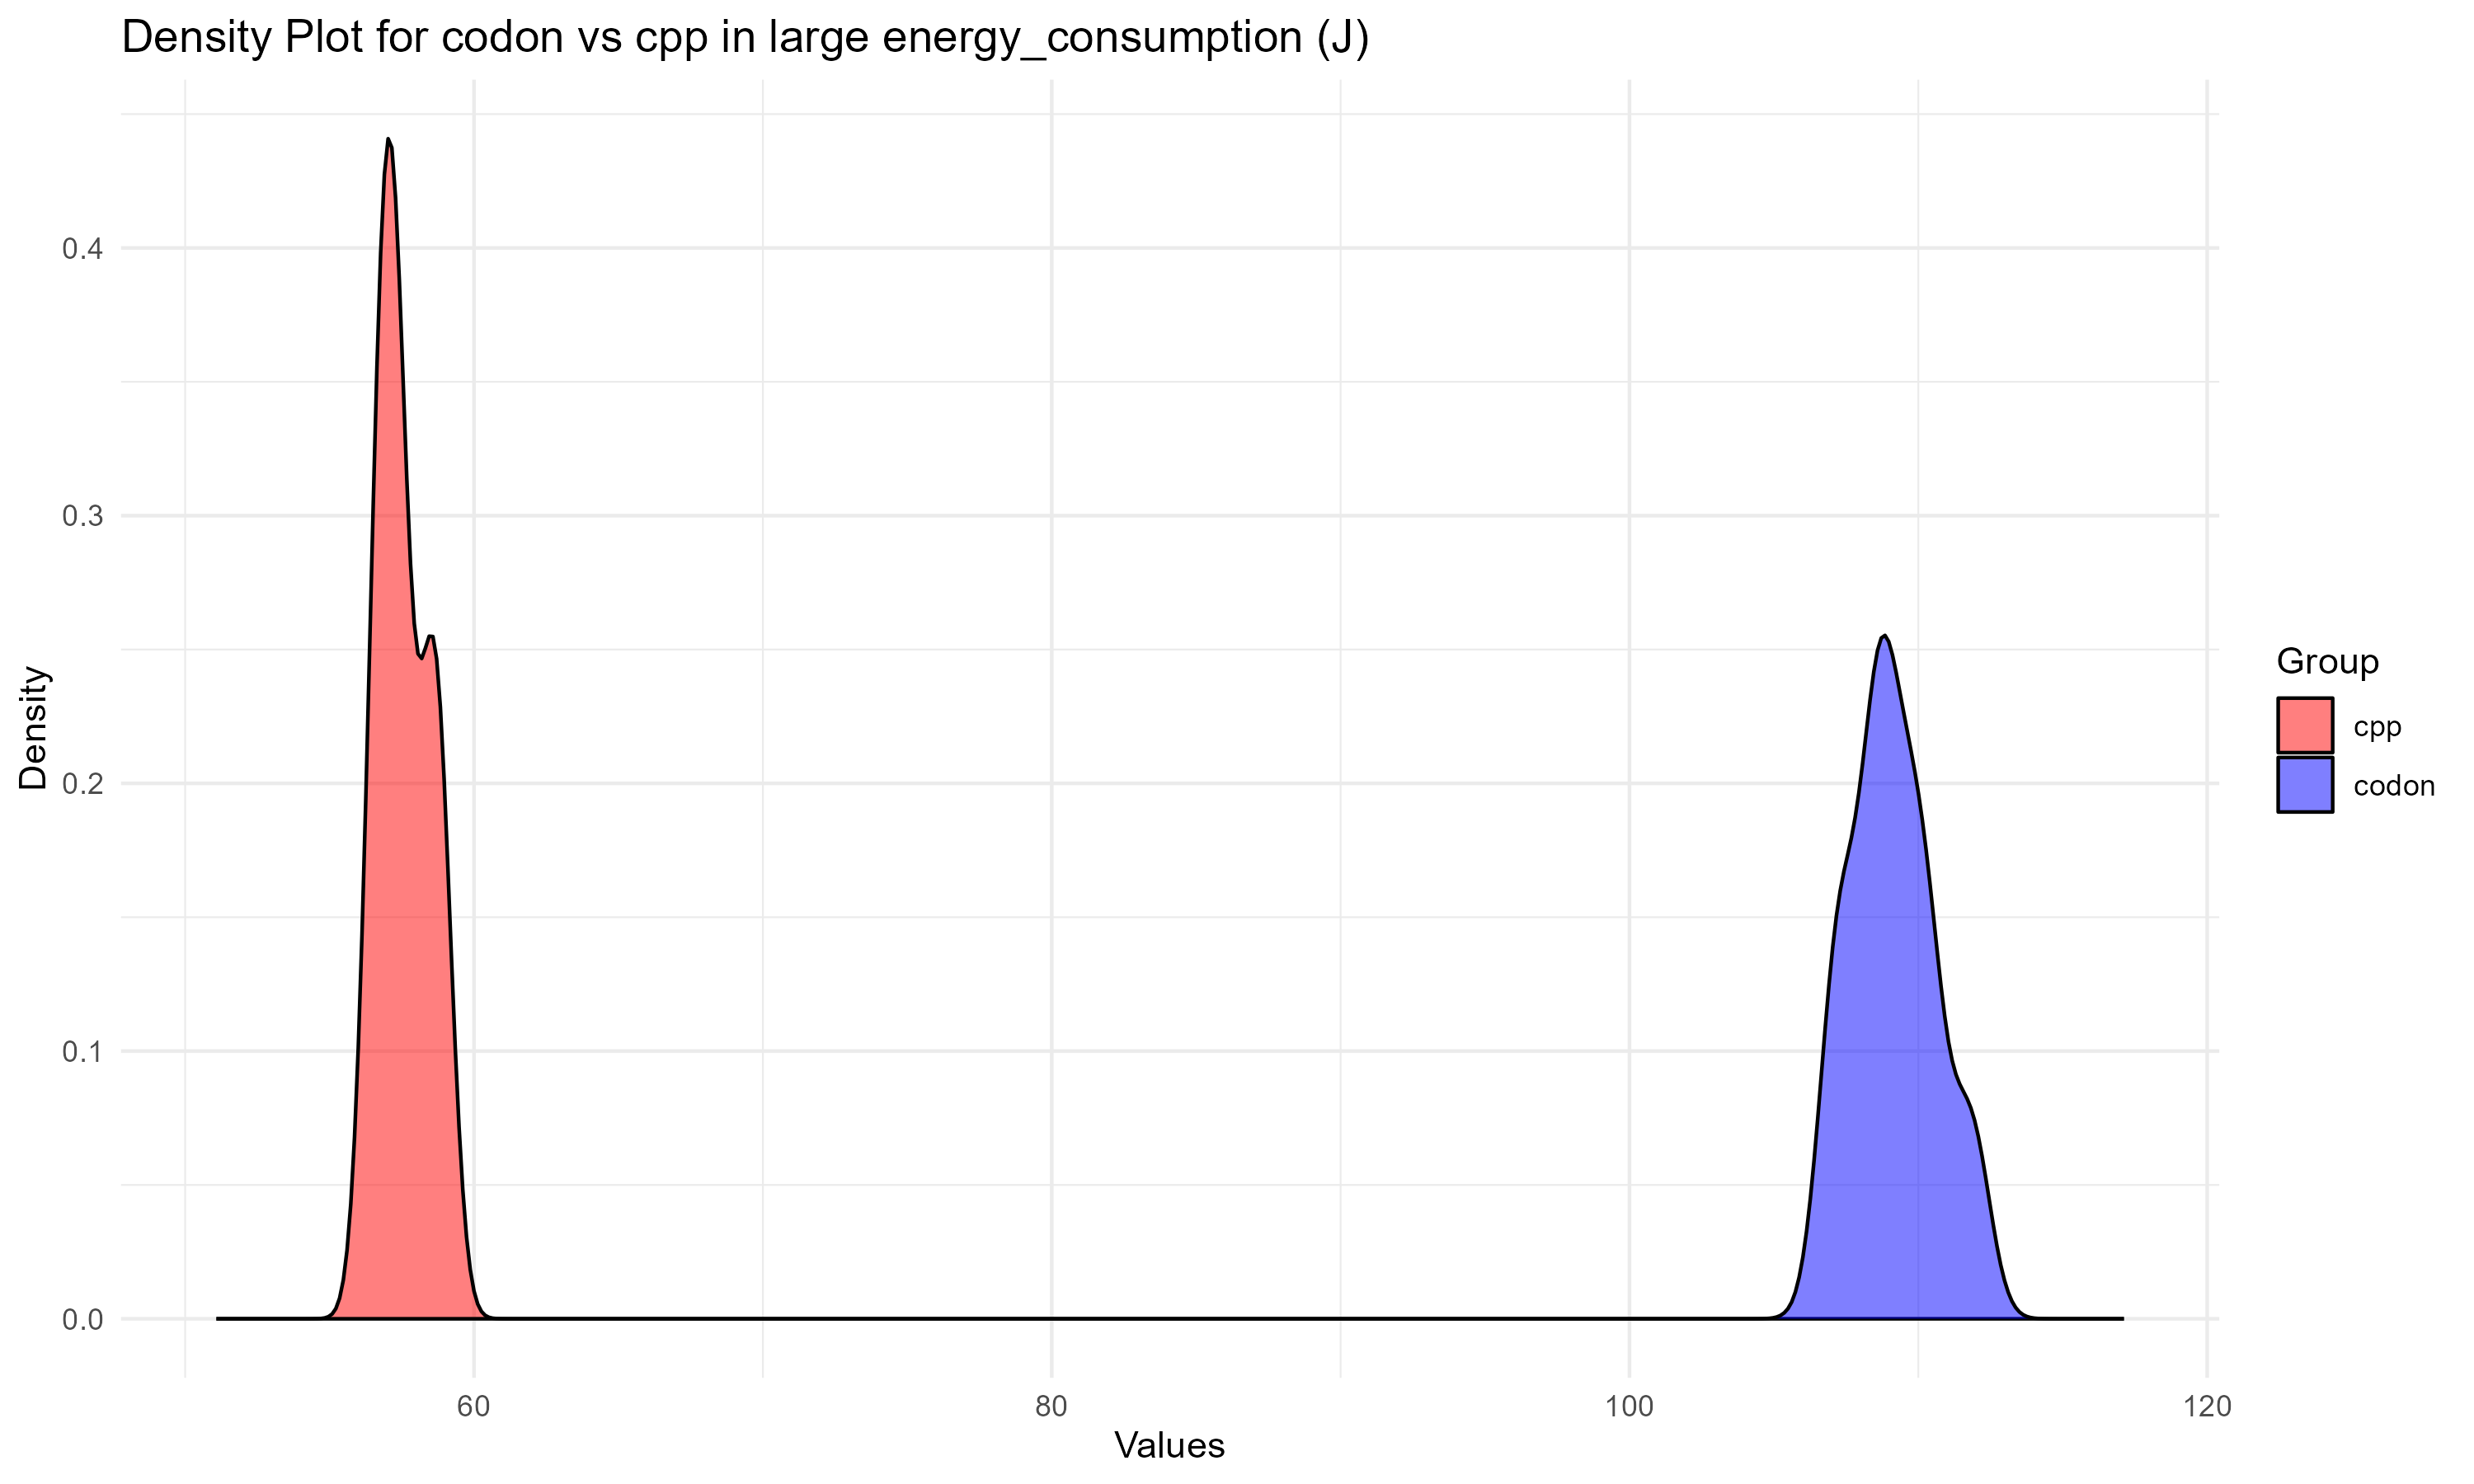 Density Plot for codon vs cpp in large energy_consumption (J)
Density
0.4
0.3
0.2
0.1
0.0
60 80 100 120
Values
Group
cpp
codon